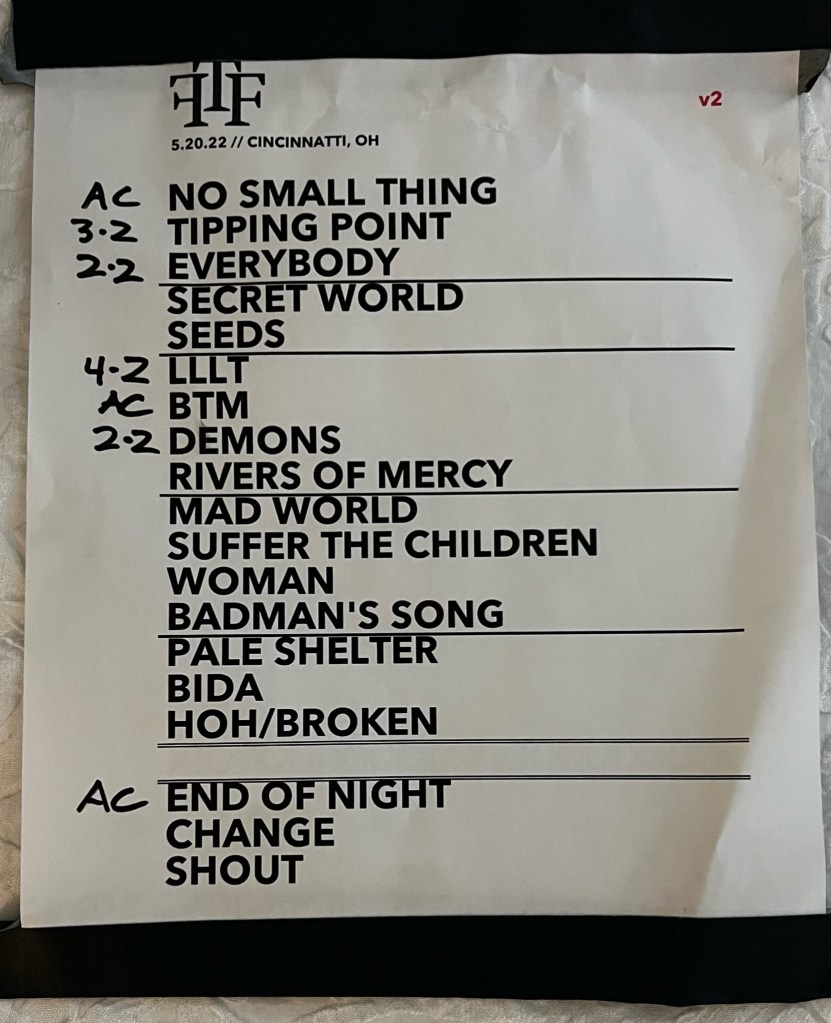 TFF
v2
5.20.22 // CINCINNATTI, OH
AC NO SMALL THING
3·2 TIPPING POINT
2·2 EVERYBODY
SECRET WORLD
SEEDS
4-2 LLLT
AC BTM
2·2 DEMONS
RIVERS OF MERCY
MAD WORLD
SUFFER THE CHILDREN
WOMAN
BADMAN'S SONG
PALE SHELTER
BIDA
HOH/BROKEN
AC END OF NIGHT
CHANGE
SHOUT